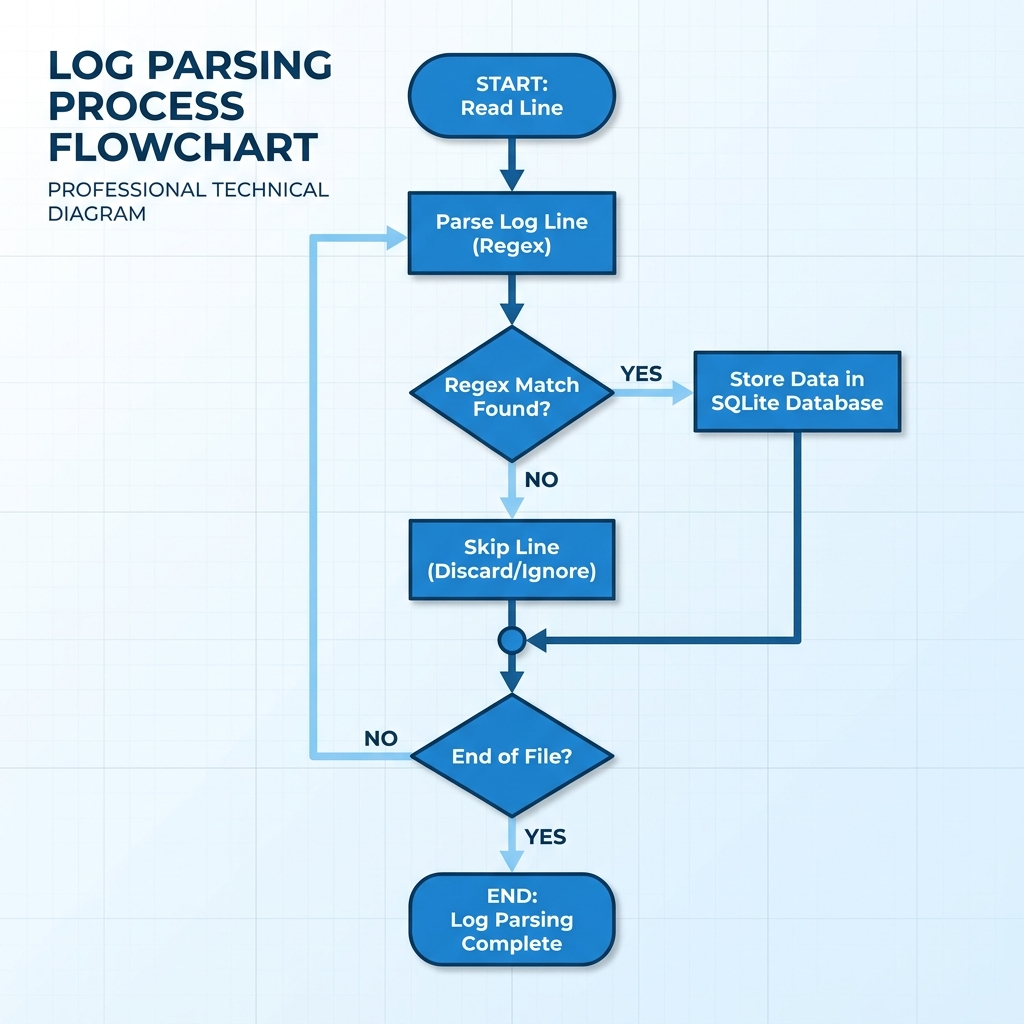 LOG PARSING
PROCESS
FLOWCHART
PROFESSIONAL TECHNICAL
DIAGRAM
START:
Read Line
Parse Log Line
(Regex)
Regex Match
Found?
YES
Store Data in
SQLite Database
NO
Skip Line
(Discard/Ignore)
NO
End of File?
YES
END:
Log Parsing
Complete